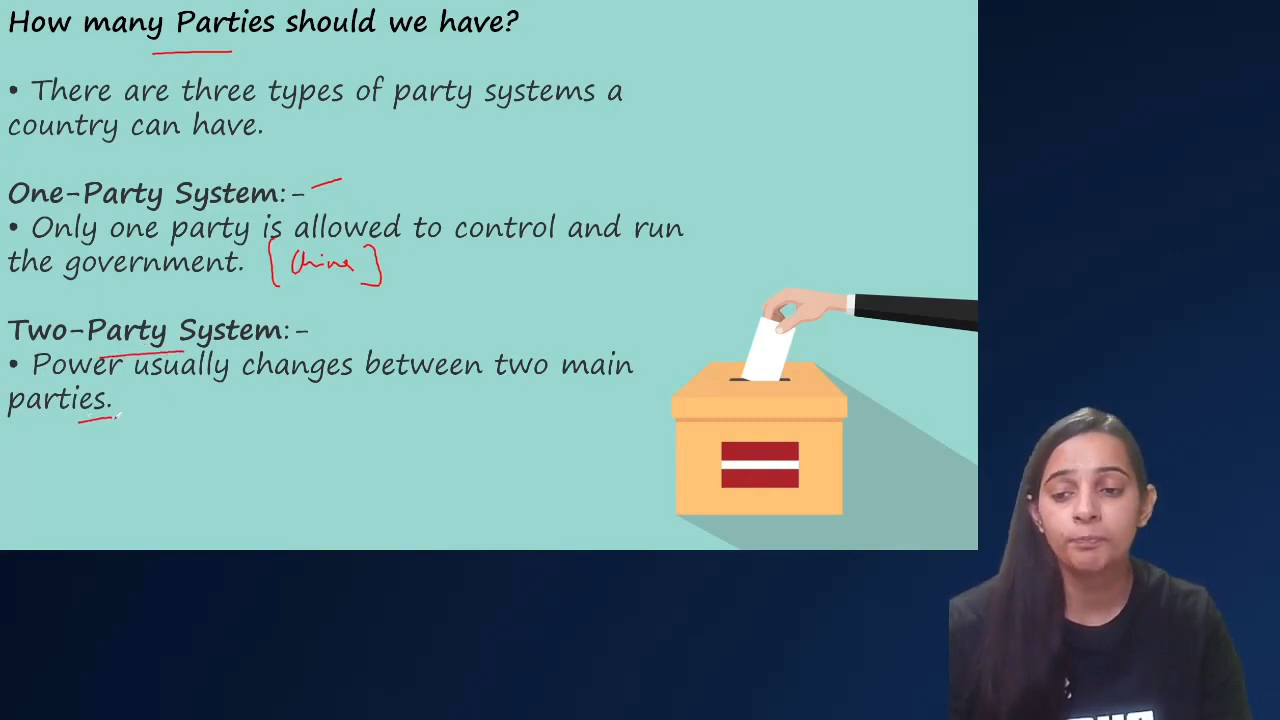 How many Parties should we have?
• There are three types of party systems a
country can have.
One-Party System:-
• Only one party is allowed to control and run
the government. [China]
Two-Party System:-
• Power usually changes between two main
parties.